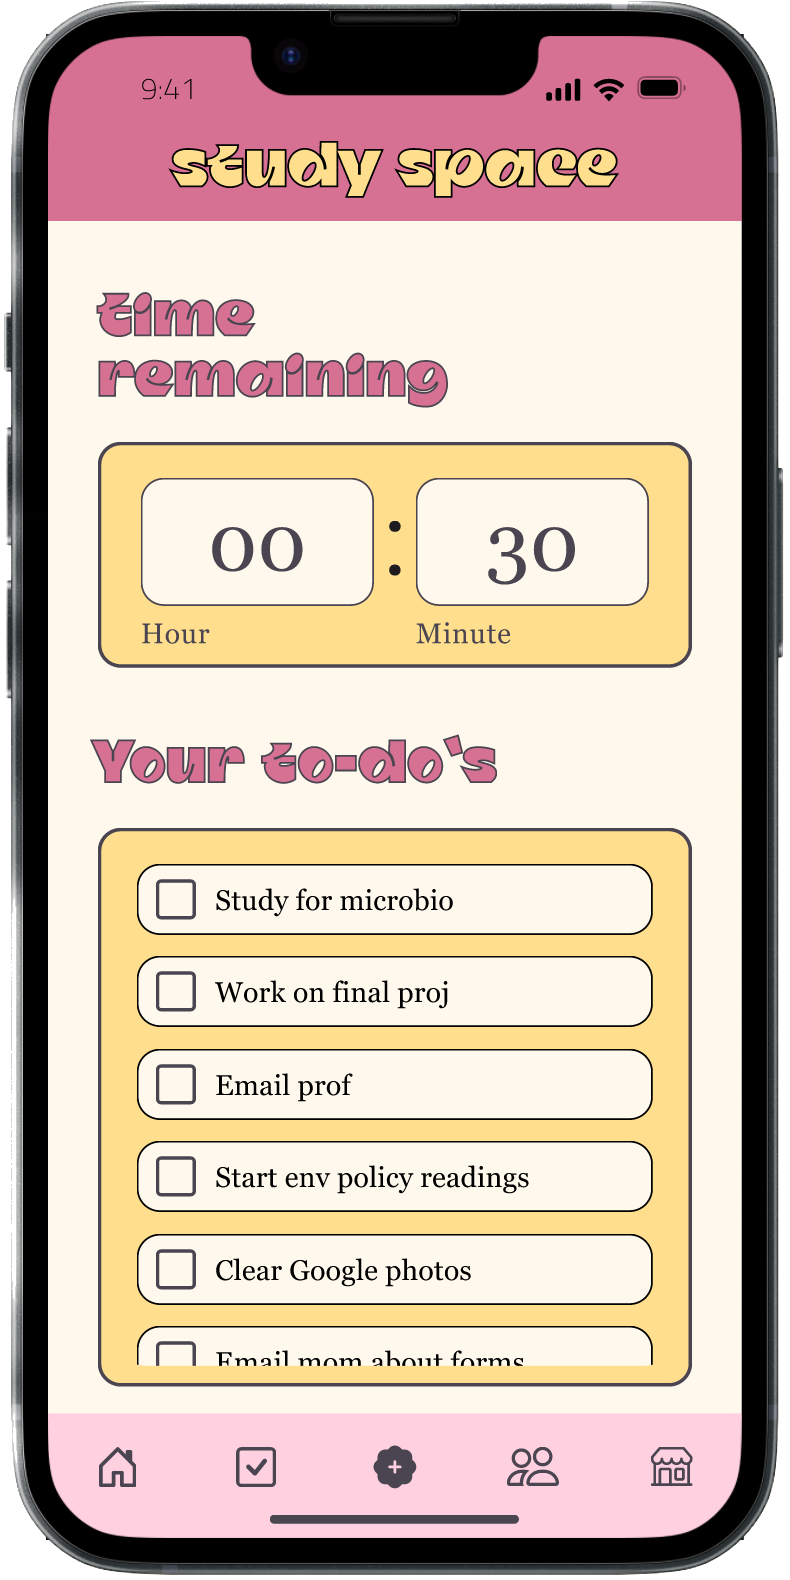 9:41
study space
time
remaining
00 : 30
Hour Minute
Your to-do's
Study for microbio
Work on final proj
Email prof
Start env policy readings
Clear Google photos
Email mom about forms